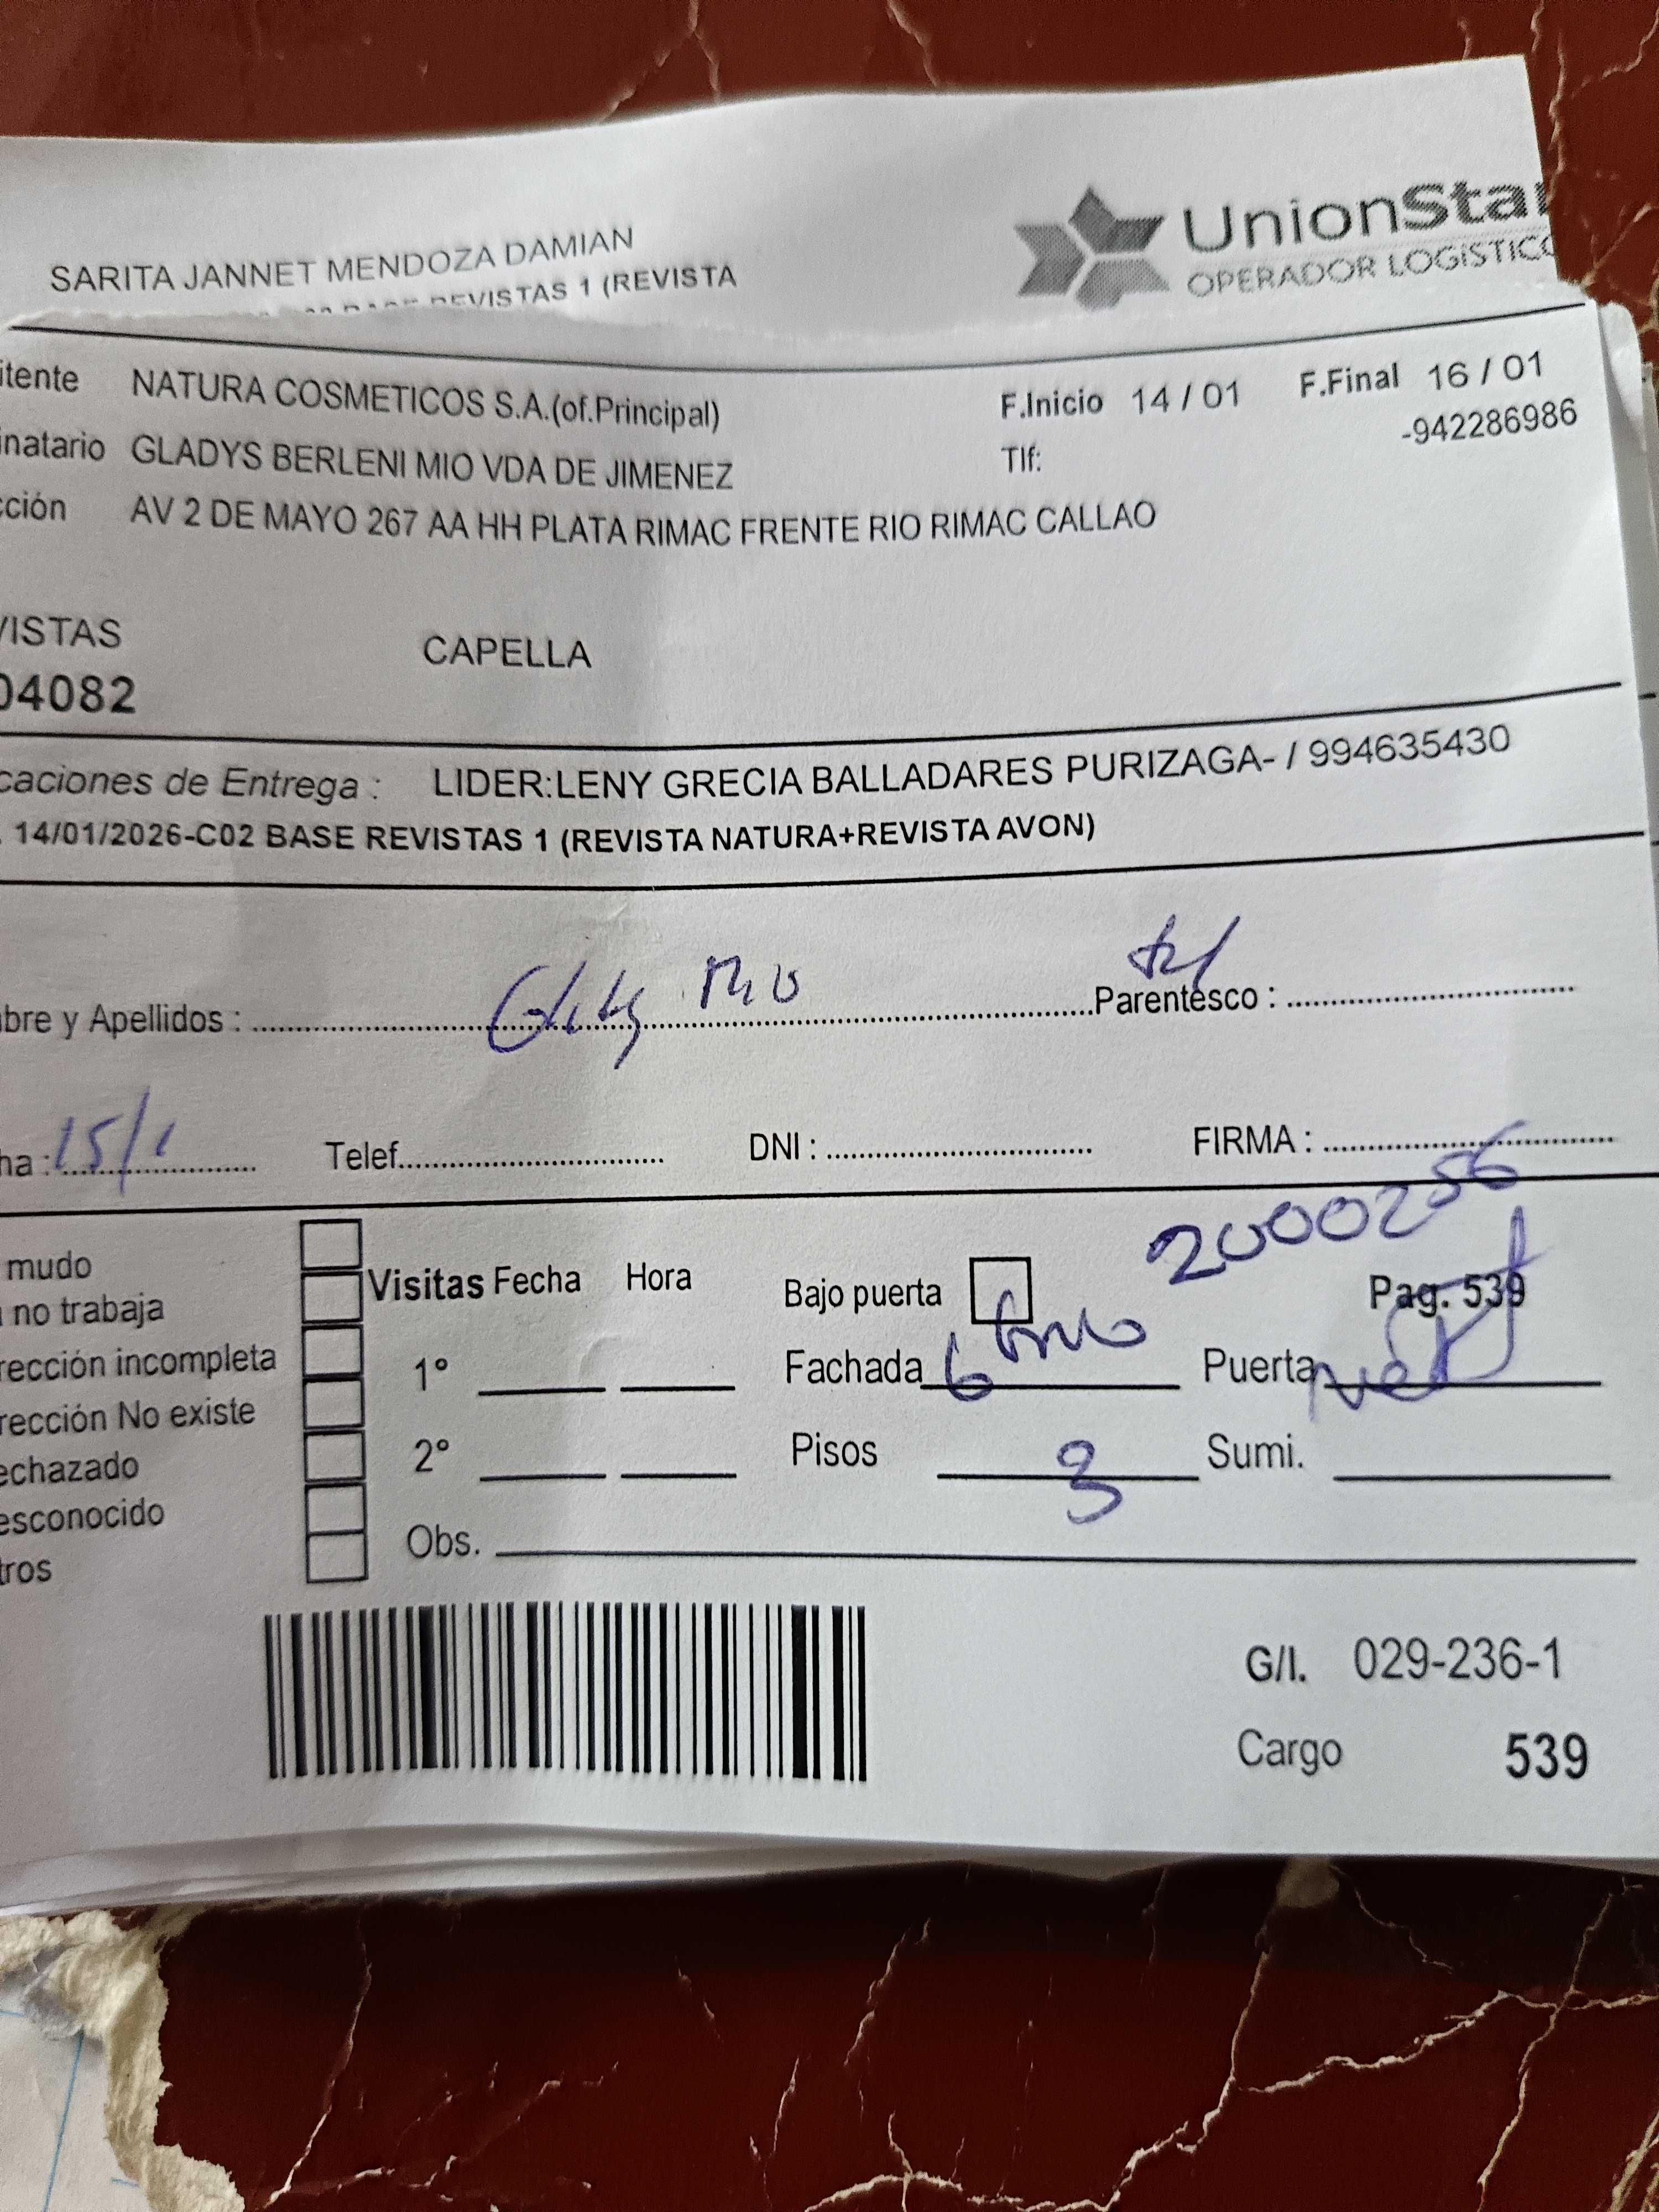 SARITA JANNET MENDOZA DAMIAN
BASE REVISTAS 1 (REVISTA
UnionStar
OPERADOR LOGISTICO
itente NATURA COSMETICOS S.A.(of.Principal) F.Inicio 14 / 01 F.Final 16 / 01
inatario GLADYS BERLENI MIO VDA DE JIMENEZ Tlf: -942286986
cción AV 2 DE MAYO 267 AA HH PLATA RIMAC FRENTE RIO RIMAC CALLAO
VISTAS CAPELLA
04082
caciones de Entrega : LIDER:LENY GRECIA BALLADARES PURIZAGA- / 994635430
. 14/01/2026-C02 BASE REVISTAS 1 (REVISTA NATURA+REVISTA AVON)
bre y Apellidos : Mio Parentesco :
ha : 15/1 Telef. DNI : FIRMA :
2000256
mudo
no trabaja Visitas Fecha Hora Bajo puerta Pag. 539
rección incompleta 1° Fachada 6 Puerta
rección No existe
echazado 2° Pisos 3 Sumi.
esconocido
tros Obs.
G/I. 029-236-1
Cargo 539